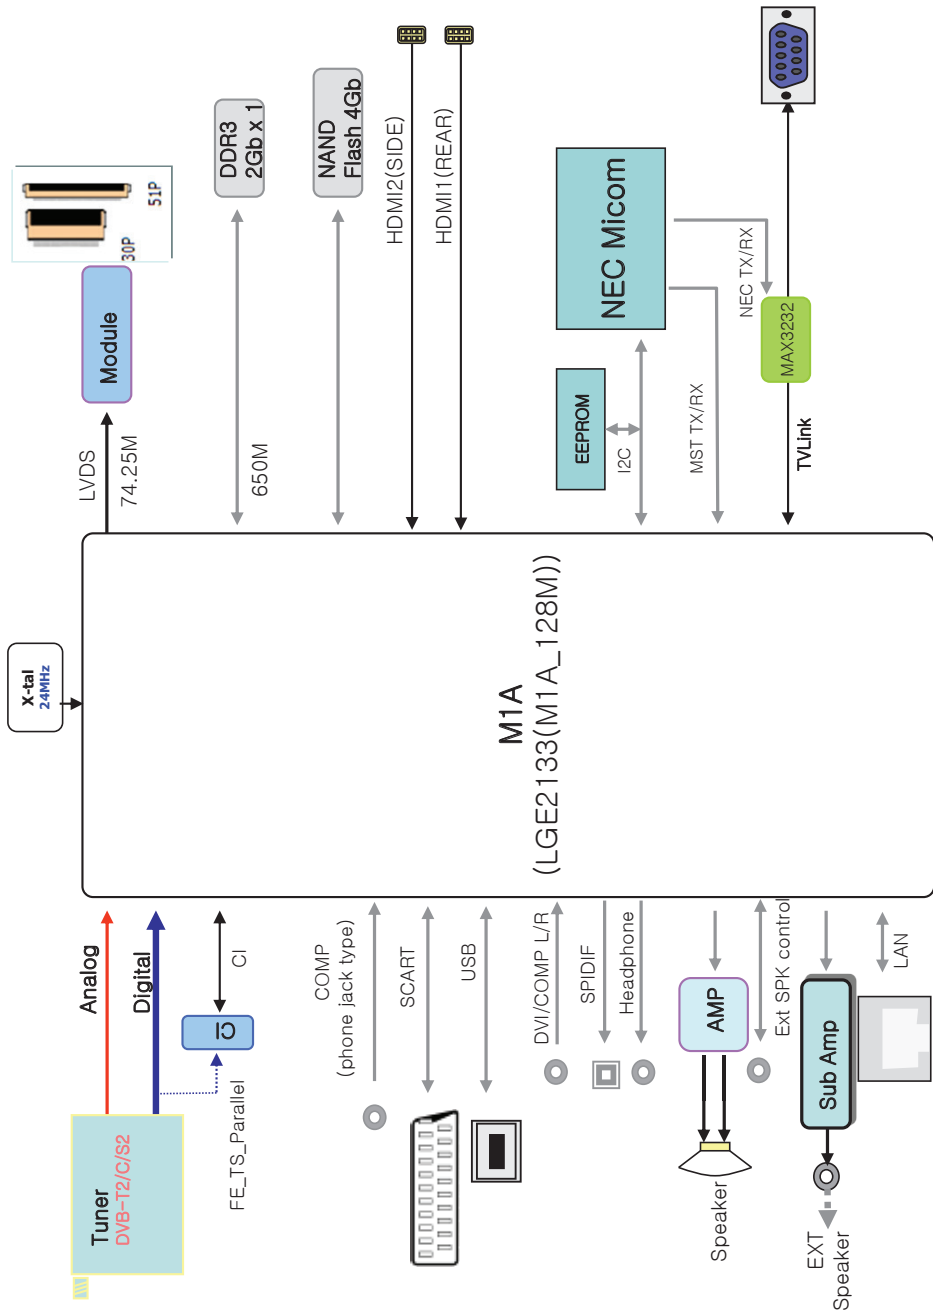 Tuner
DVB-T2/C/S2
Analog
Digital
FE_TS_Parallel
CI
CI
COMP
(phone jack type)
SCART
USB
DVI/COMP L/R
SPIDIF
Headphone
Speaker
AMP
Ext SPK control
EXT
Speaker
Sub Amp
LAN
X-tal
24MHz
M1A
(LGE2133(M1A_128M))
LVDS
74.25M
Module
30P
51P
650M
DDR3
2Gb x 1
NAND
Flash 4Gb
HDMI2(SIDE)
HDMI1(REAR)
EEPROM
I2C
NEC Micom
MST TX/RX
NEC TX/RX
MAX3232
TVLink